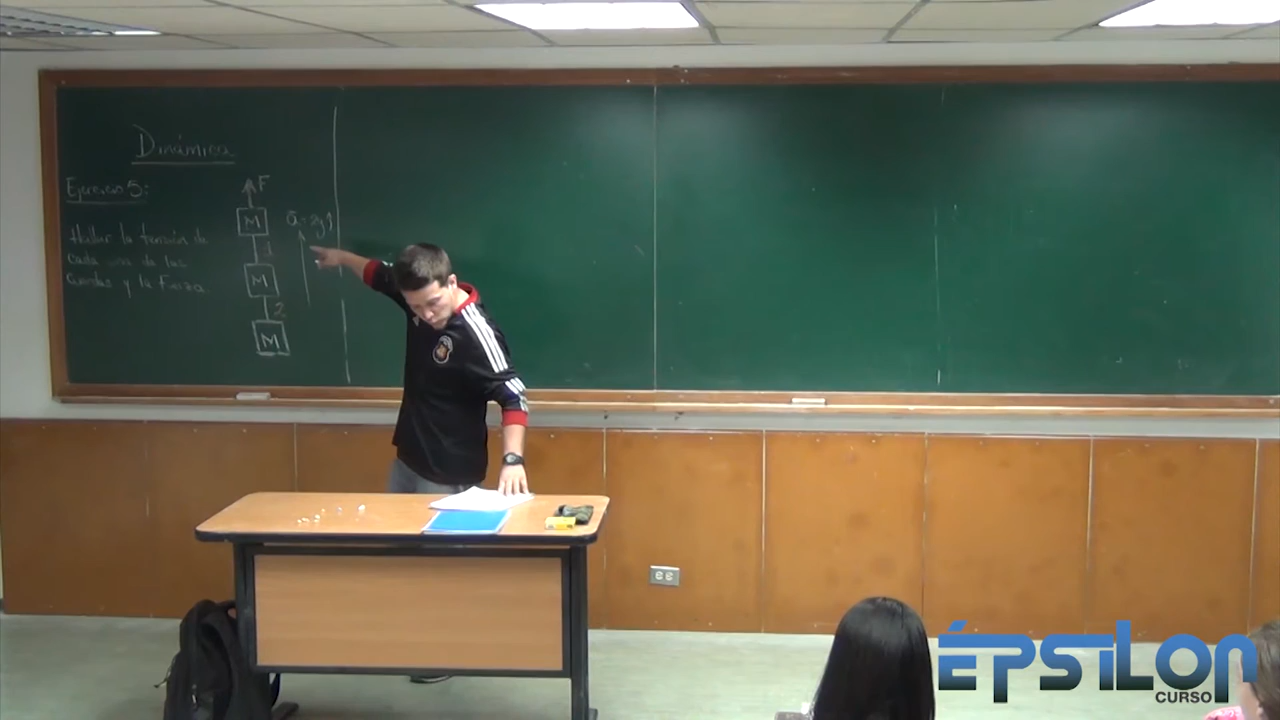 Dinámica
Ejercicio 5:
Hallar la tensión de
cada una de las
cuerdas y la Fuerza
F
M
a = 2g ĵ
1
M
2
M
ÉPSILON
CURSO